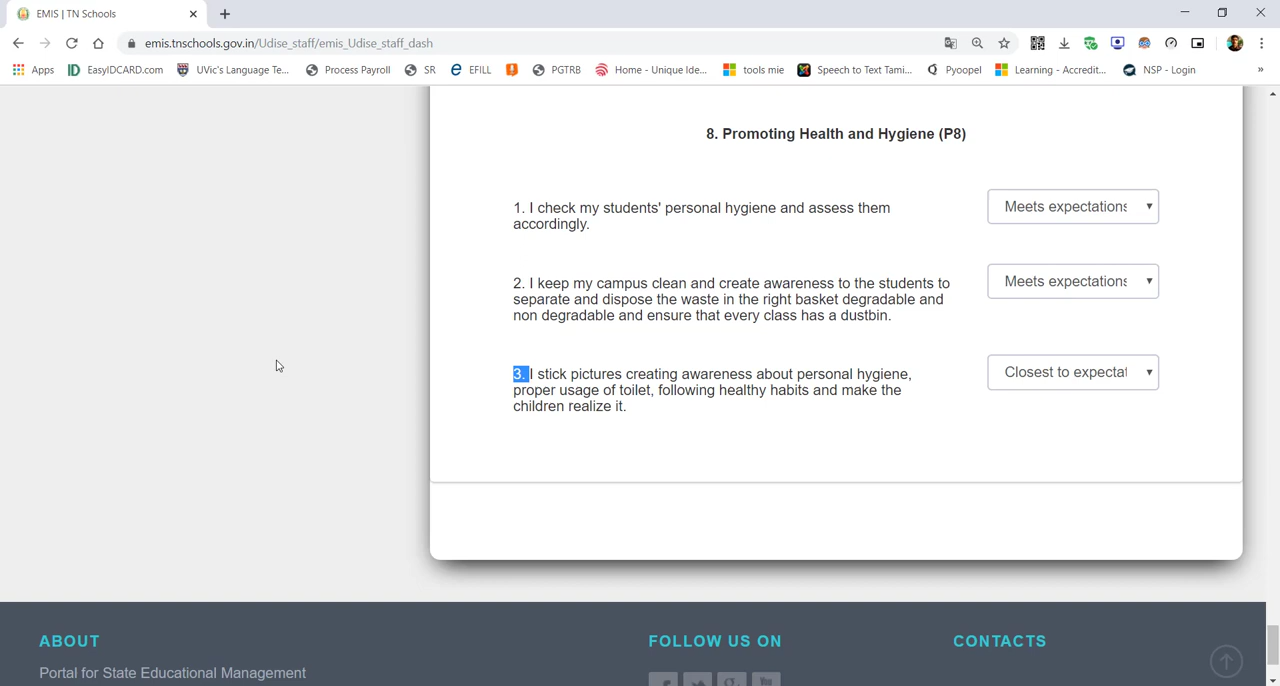 EMIS | TN Schools
emis.tnschools.gov.in/Udise_staff/emis_Udise_staff_dash
Apps EasyIDCARD.com UVic's Language Te... Process Payroll SR EFILL PGTRB Home - Unique Ide... tools mie Speech to Text Tami... Pyoopel Learning - Accredit... NSP - Login »
8. Promoting Health and Hygiene (P8)
1. I check my students' personal hygiene and assess them
accordingly.
Meets expectations
2. I keep my campus clean and create awareness to the students to
separate and dispose the waste in the right basket degradable and
non degradable and ensure that every class has a dustbin.
Meets expectations
3. I stick pictures creating awareness about personal hygiene,
proper usage of toilet, following healthy habits and make the
children realize it.
Closest to expectat
ABOUT
Portal for State Educational Management
FOLLOW US ON
CONTACTS